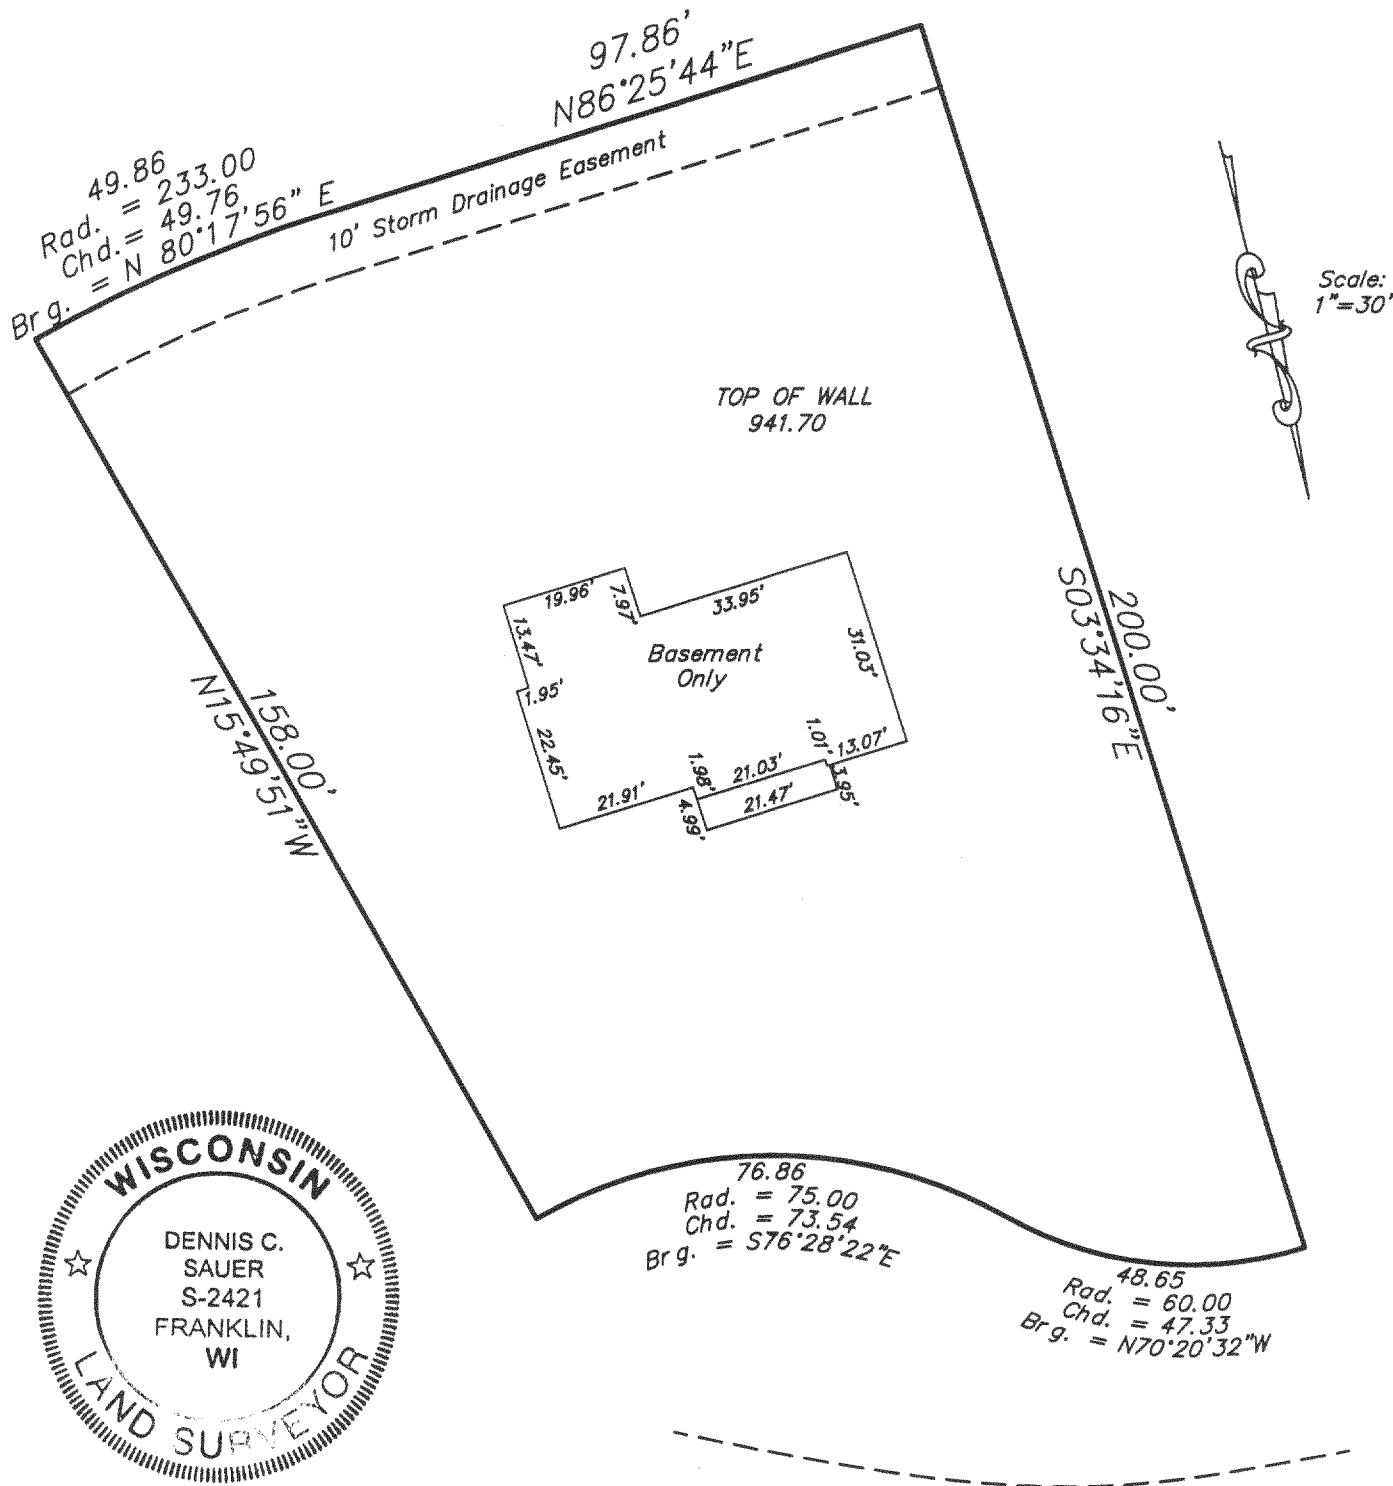 97.86'
N86°25'44"E
49.86
Rad. = 233.00
Chd. = 49.76
Brg. = N 80°17'56" E
10' Storm Drainage Easement
Scale:
1"=30'
TOP OF WALL
941.70
19.96'
7.97'
33.95'
13.47'
31.03'
Basement
Only
1.95'
22.45'
1.01'
13.07'
1.98'
21.03'
3.95'
21.91'
21.47'
4.99'
200.00'
S03°34'16"E
158.00'
N15°49'51"W
76.86
Rad. = 75.00
Chd. = 73.54
Brg. = S76°28'22"E
48.65
Rad. = 60.00
Chd. = 47.33
Brg. = N70°20'32"W
WISCONSIN
DENNIS C.
SAUER
S-2421
FRANKLIN,
WI
LAND SURVEYOR